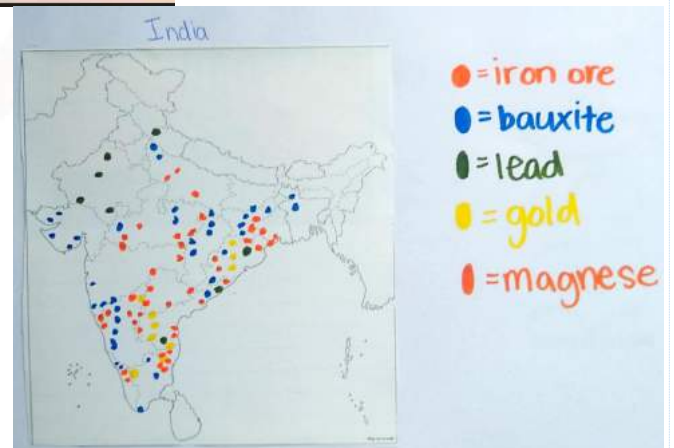 India
= iron ore
= bauxite
= lead
= gold
= magnese